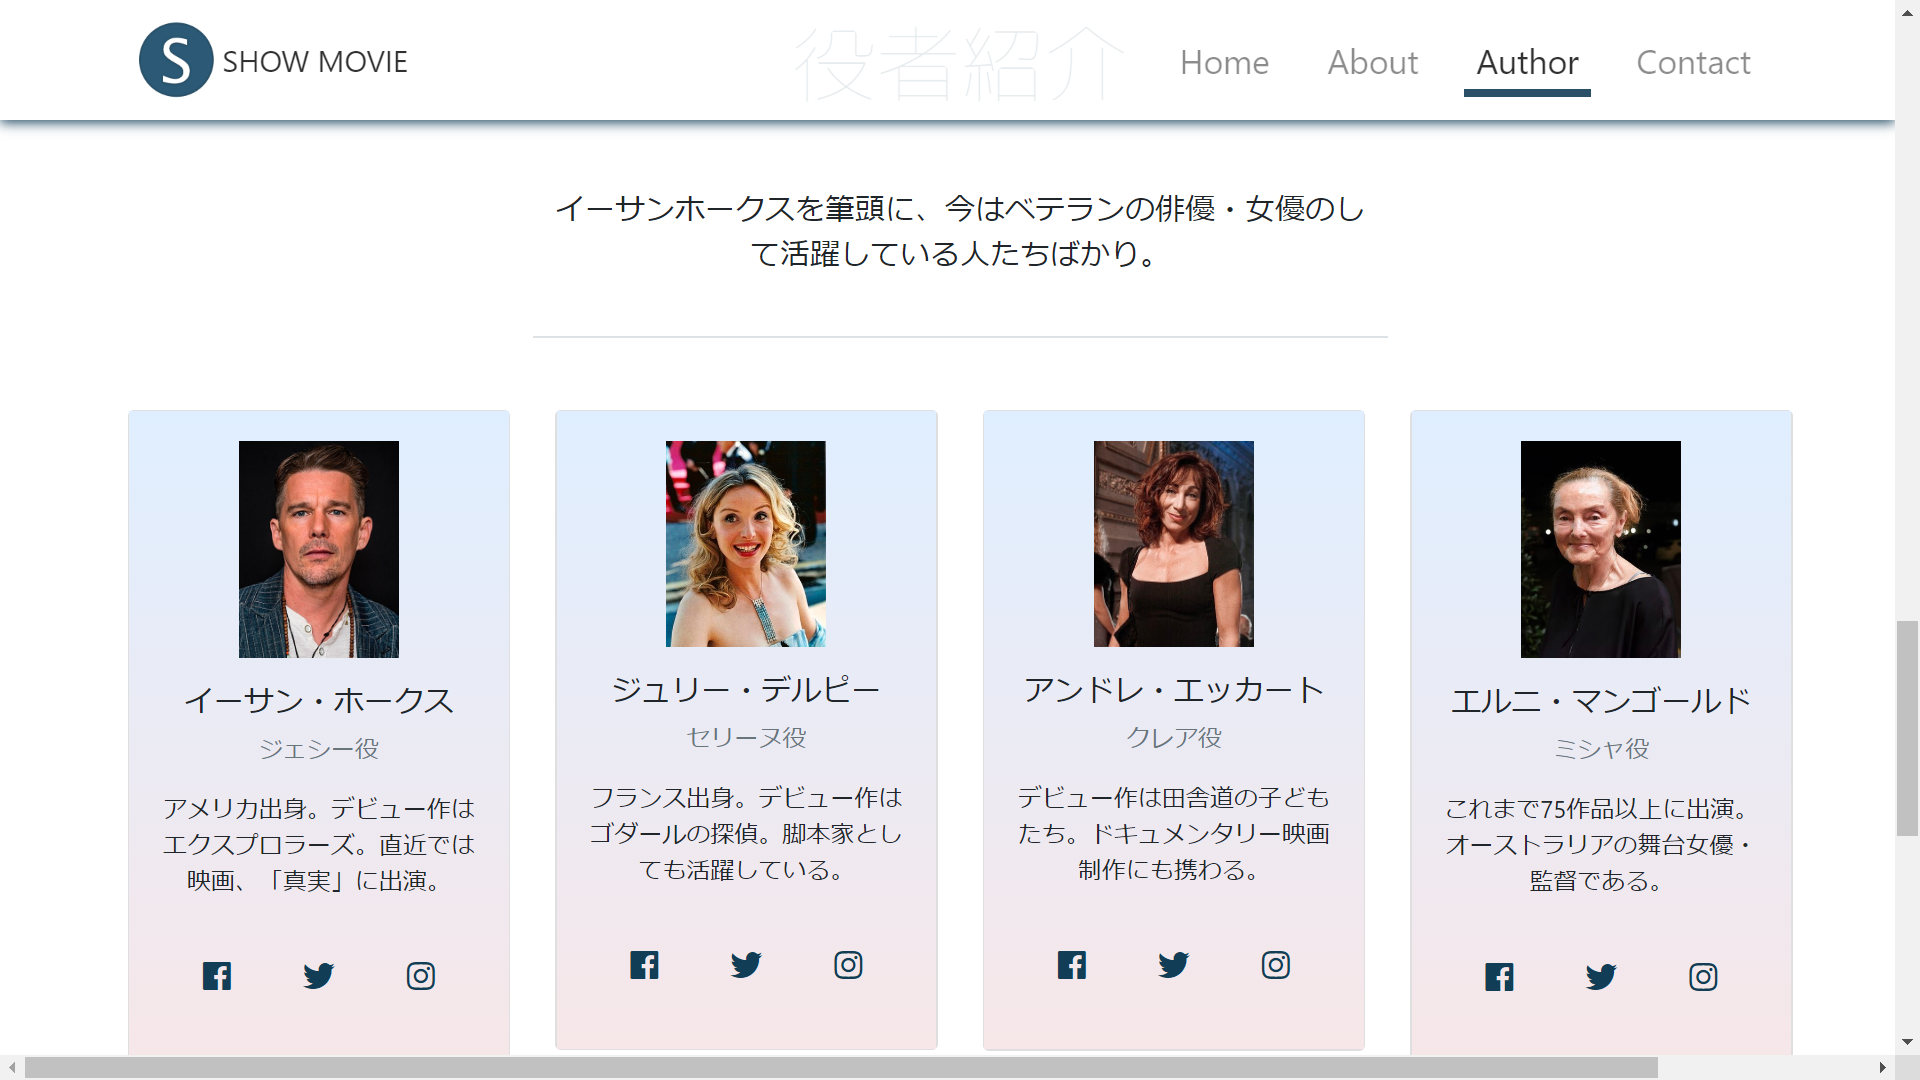 S SHOW MOVIE
役者紹介
Home About Author Contact
イーサンホークスを筆頭に、今はベテランの俳優・女優のし
て活躍している人たちばかり。
イーサン・ホークス
ジェシー役
アメリカ出身。デビュー作は
エクスプロラーズ。直近では
映画、「真実」に出演。
ジュリー・デルピー
セリーヌ役
フランス出身。デビュー作は
ゴダールの探偵。脚本家とし
ても活躍している。
アンドレ・エッカート
クレア役
デビュー作は田舎道の子ども
たち。ドキュメンタリー映画
制作にも携わる。
エルニ・マンゴールド
ミシャ役
これまで75作品以上に出演。
オーストラリアの舞台女優・
監督である。